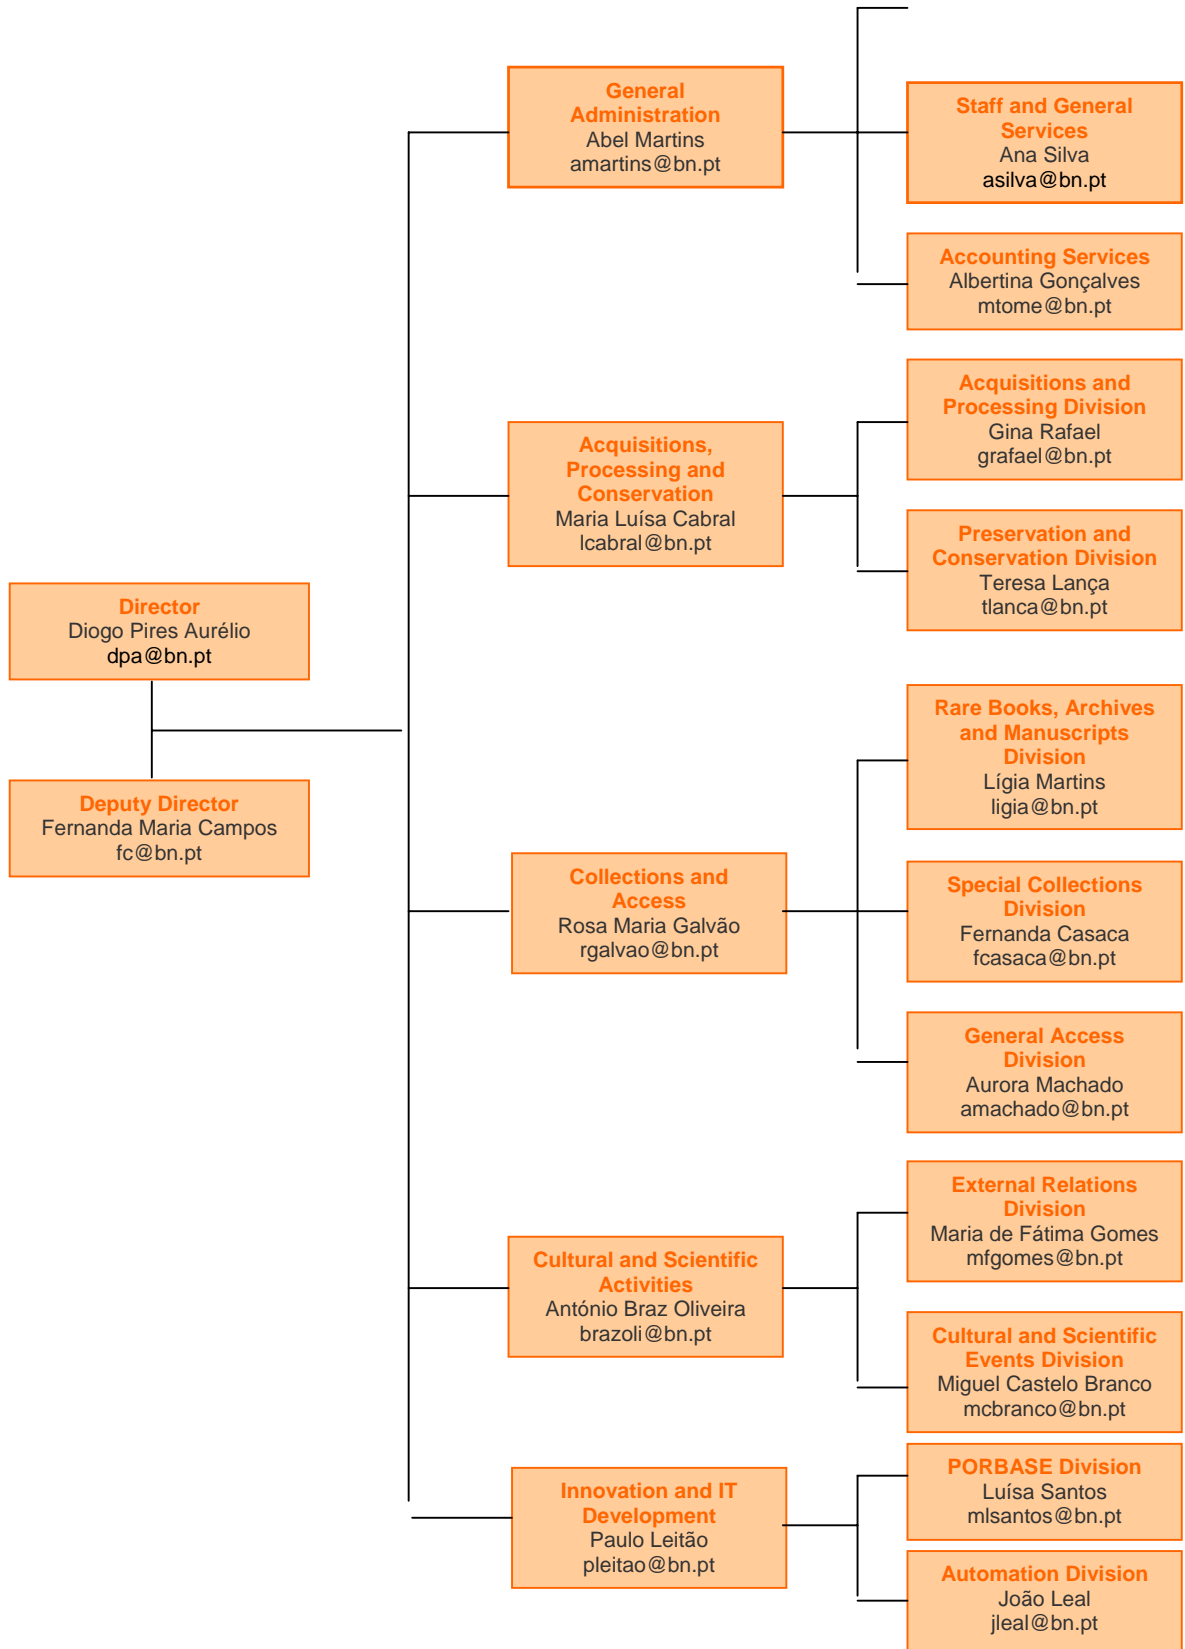 General
Administration
Abel Martins
amartins@bn.pt
Staff and General
Services
Ana Silva
asilva@bn.pt
Accounting Services
Albertina Gonçalves
mtome@bn.pt
Acquisitions,
Processing and
Conservation
Maria Luísa Cabral
lcabral@bn.pt
Acquisitions and
Processing Division
Gina Rafael
grafael@bn.pt
Preservation and
Conservation Division
Teresa Lança
tlanca@bn.pt
Director
Diogo Pires Aurélio
dpa@bn.pt
Deputy Director
Fernanda Maria Campos
fc@bn.pt
Collections and
Access
Rosa Maria Galvão
rgalvao@bn.pt
Rare Books, Archives
and Manuscripts
Division
Lígia Martins
ligia@bn.pt
Special Collections
Division
Fernanda Casaca
fcasaca@bn.pt
General Access
Division
Aurora Machado
amachado@bn.pt
Cultural and Scientific
Activities
António Braz Oliveira
brazoli@bn.pt
External Relations
Division
Maria de Fátima Gomes
mfgomes@bn.pt
Cultural and Scientific
Events Division
Miguel Castelo Branco
mcbranco@bn.pt
Innovation and IT
Development
Paulo Leitão
pleitao@bn.pt
PORBASE Division
Luísa Santos
mlsantos@bn.pt
Automation Division
João Leal
jleal@bn.pt